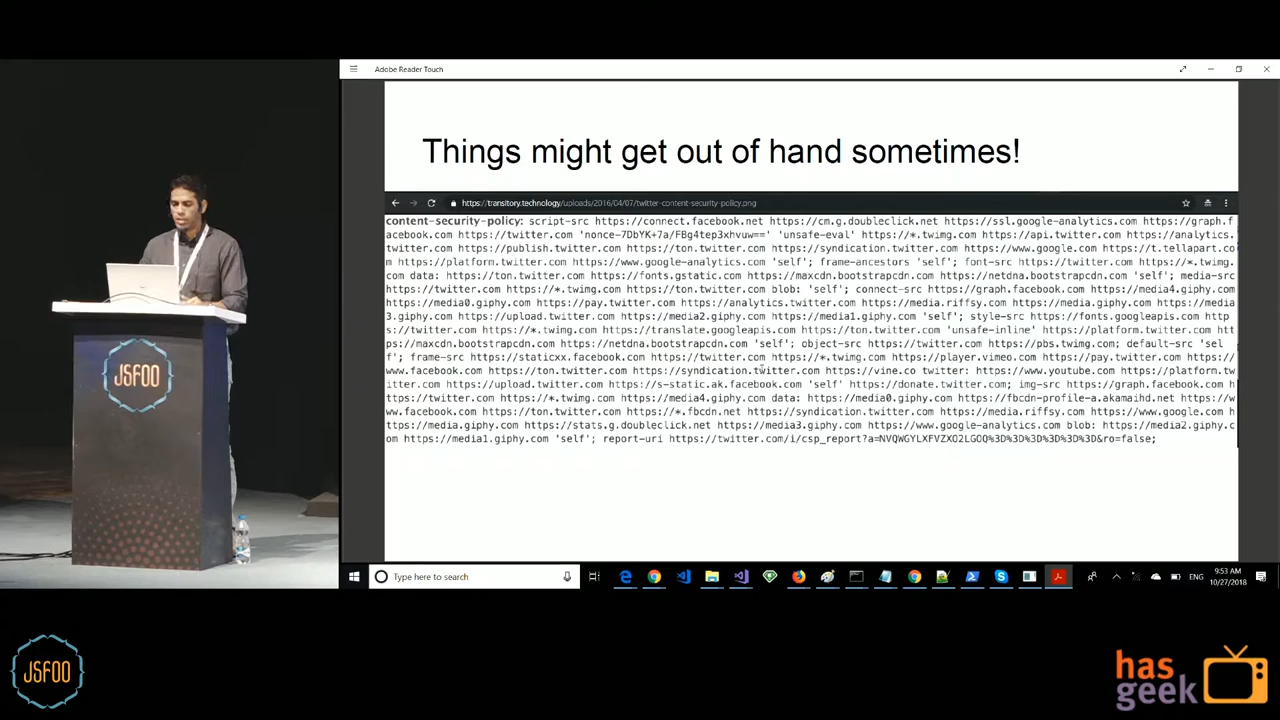 Adobe Reader Touch
Things might get out of hand sometimes!
https://transitory.technology/uploads/2016/04/07/twitter-content-security-policy.png
content-security-policy: script-src https://connect.facebook.net https://cm.g.doubleclick.net https://ssl.google-analytics.com https://graph.f
acebook.com https://twitter.com 'nonce-7DbYK+7a/FBg4tep3xhvuw==' 'unsafe-eval' https://*.twimg.com https://api.twitter.com https://analytics.
twitter.com https://publish.twitter.com https://ton.twitter.com https://syndication.twitter.com https://www.google.com https://t.tellapart.co
m https://platform.twitter.com https://www.google-analytics.com 'self'; frame-ancestors 'self'; font-src https://twitter.com https://*.twimg.
com data: https://ton.twitter.com https://fonts.gstatic.com https://maxcdn.bootstrapcdn.com https://netdna.bootstrapcdn.com 'self'; media-src
https://twitter.com https://*.twimg.com https://ton.twitter.com blob: 'self'; connect-src https://graph.facebook.com https://media4.giphy.com
https://media0.giphy.com https://pay.twitter.com https://analytics.twitter.com https://media.riffsy.com https://media.giphy.com https://media
3.giphy.com https://upload.twitter.com https://media2.giphy.com https://media1.giphy.com 'self'; style-src https://fonts.googleapis.com http
s://twitter.com https://*.twimg.com https://translate.googleapis.com https://ton.twitter.com 'unsafe-inline' https://platform.twitter.com htt
ps://maxcdn.bootstrapcdn.com https://netdna.bootstrapcdn.com 'self'; object-src https://twitter.com https://pbs.twimg.com; default-src 'sel
f'; frame-src https://staticxx.facebook.com https://twitter.com https://*.twimg.com https://player.vimeo.com https://pay.twitter.com https://
www.facebook.com https://ton.twitter.com https://syndication.twitter.com https://vine.co twitter: https://www.youtube.com https://platform.tw
itter.com https://upload.twitter.com https://s-static.ak.facebook.com 'self' https://donate.twitter.com; img-src https://graph.facebook.com h
ttps://twitter.com https://*.twimg.com https://media4.giphy.com data: https://media0.giphy.com https://fbcdn-profile-a.akamaihd.net https://w
ww.facebook.com https://ton.twitter.com https://*.fbcdn.net https://syndication.twitter.com https://media.riffsy.com https://www.google.com h
ttps://stats.g.doubleclick.net https://media3.giphy.com https://www.google-analytics.com blob: https://media2.giphy.c
om https://media1.giphy.com 'self'; report-uri https://twitter.com/i/csp_report?a=NVQWGYLXFVZXO2LGOQ%3D%3D%3D%3D%3D%3D&ro=false;
JSFOO
Type here to search
ENG
9:53 AM
10/27/2018
JSFOO
has
geek